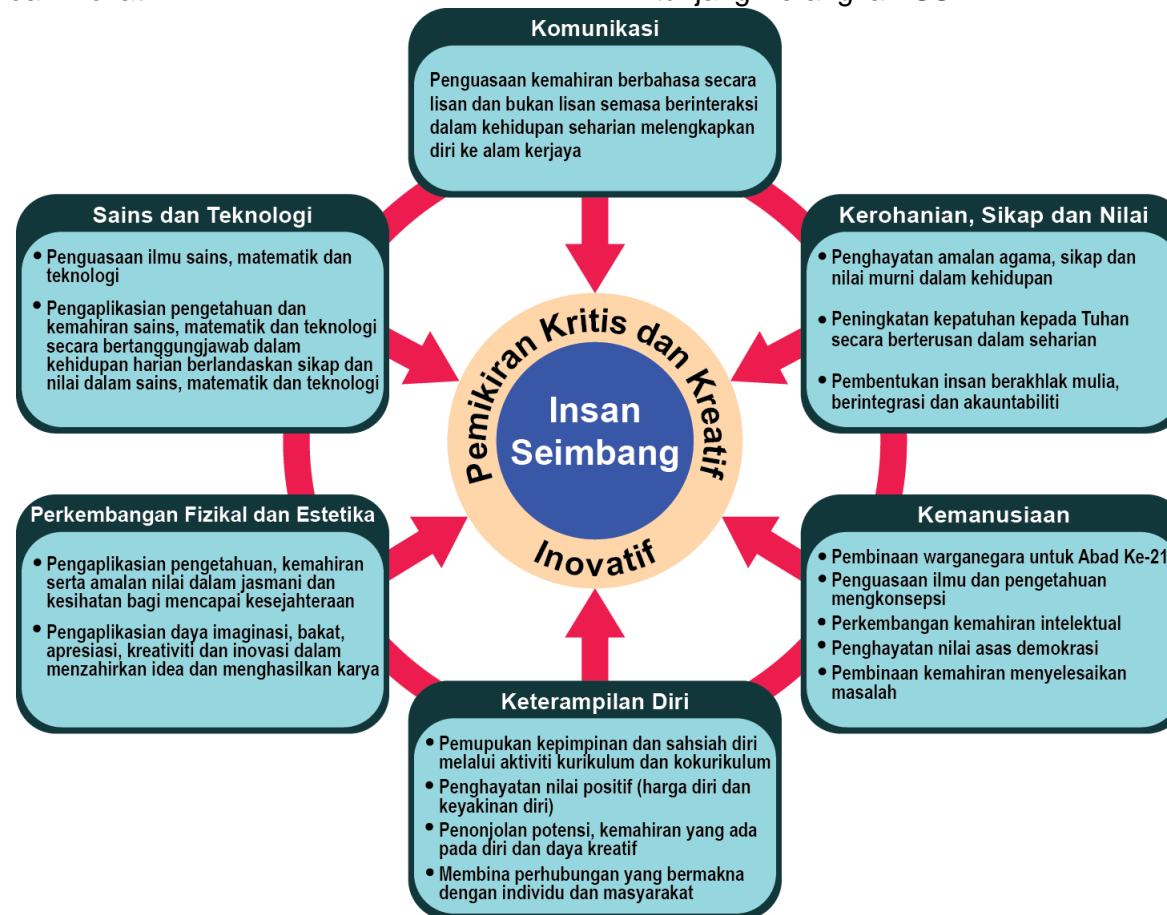 Komunikasi
Penguasaan kemahiran berbahasa secara
lisan dan bukan lisan semasa berinteraksi
dalam kehidupan seharian melengkapkan
diri ke alam kerjaya
Sains dan Teknologi
• Penguasaan ilmu sains, matematik dan
teknologi
• Pengaplikasian pengetahuan dan
kemahiran sains, matematik dan teknologi
secara bertanggungjawab dalam
kehidupan harian berlandaskan sikap dan
nilai dalam sains, matematik dan teknologi
Kerohanian, Sikap dan Nilai
• Penghayatan amalan agama, sikap dan
nilai murni dalam kehidupan
• Peningkatan kepatuhan kepada Tuhan
secara berterusan dalam seharian
• Pembentukan insan berakhlak mulia,
berintegrasi dan akauntabiliti
Pemikiran Kritis dan Kreatif
Insan
Seimbang
Inovatif
Perkembangan Fizikal dan Estetika
• Pengaplikasian pengetahuan, kemahiran
serta amalan nilai dalam jasmani dan
kesihatan bagi mencapai kesejahteraan
• Pengaplikasian daya imaginasi, bakat,
apresiasi, kreativiti dan inovasi dalam
menzahirkan idea dan menghasilkan karya
Kemanusiaan
• Pembinaan warganegara untuk Abad Ke-21
• Penguasaan ilmu dan pengetahuan
mengkonsepsi
• Perkembangan kemahiran intelektual
• Penghayatan nilai asas demokrasi
• Pembinaan kemahiran menyelesaikan
masalah
Keterampilan Diri
• Pemupukan kepimpinan dan sahsiah diri
melalui aktiviti kurikulum dan kokurikulum
• Penghayatan nilai positif (harga diri dan
keyakinan diri)
• Penonjolan potensi, kemahiran yang ada
pada diri dan daya kreatif
• Membina perhubungan yang bermakna
dengan individu dan masyarakat